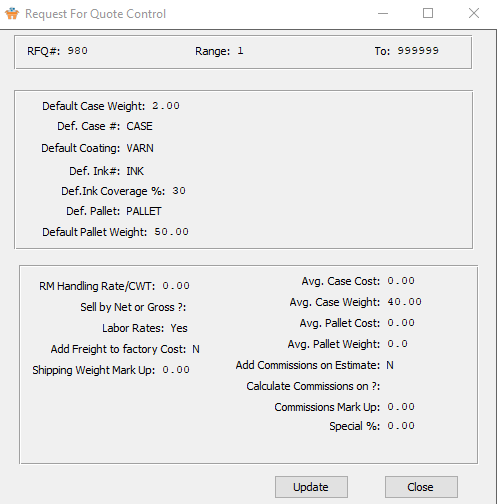 Request For Quote Control
RFQ#: 980 Range: 1 To: 999999
Default Case Weight: 2.00
Def. Case #: CASE
Default Coating: VARN
Def. Ink#: INK
Def.Ink Coverage %: 30
Def. Pallet: PALLET
Default Pallet Weight: 50.00
RM Handling Rate/CWT: 0.00
Sell by Net or Gross ?:
Labor Rates: Yes
Add Freight to factory Cost: N
Shipping Weight Mark Up: 0.00
Avg. Case Cost: 0.00
Avg. Case Weight: 40.00
Avg. Pallet Cost: 0.00
Avg. Pallet Weight: 0.0
Add Commissions on Estimate: N
Calculate Commissions on ?:
Commissions Mark Up: 0.00
Special %: 0.00
Update Close